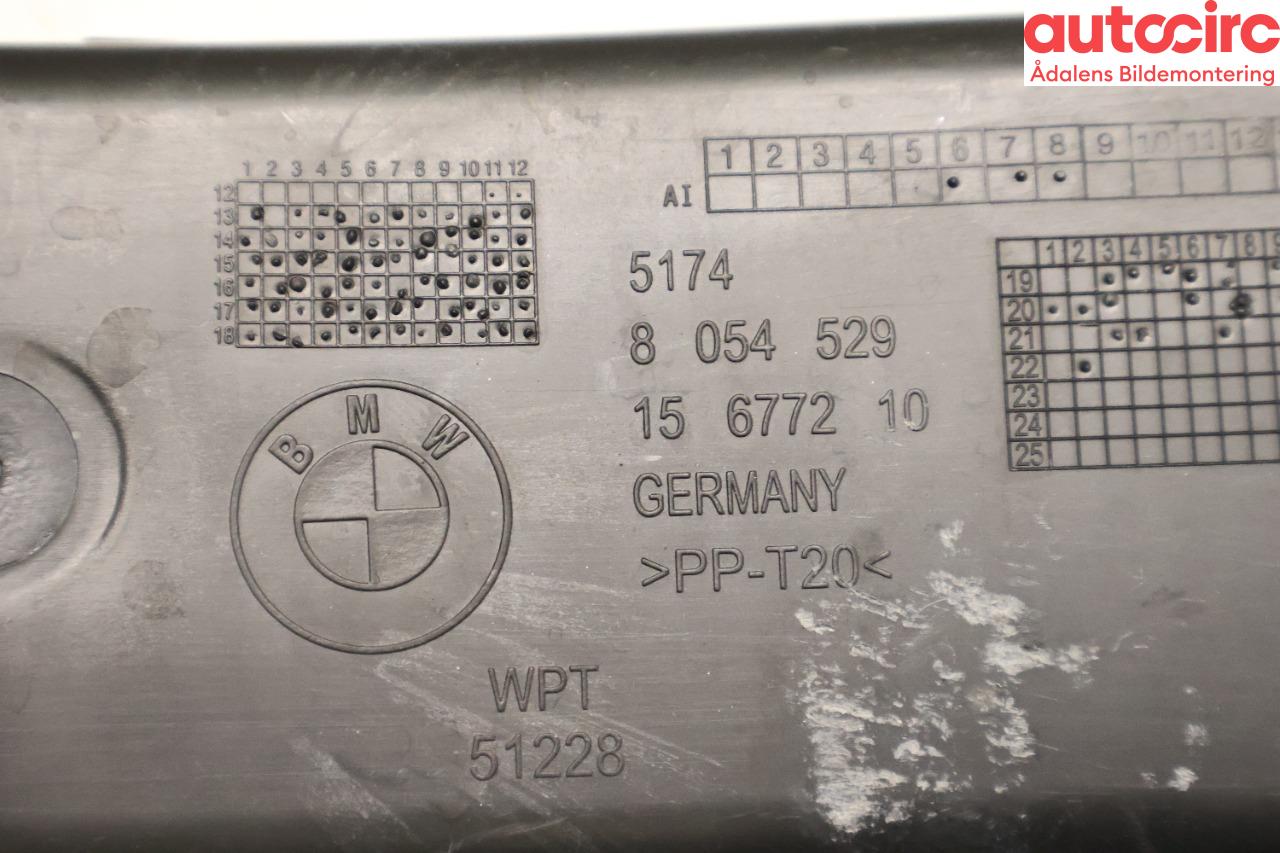 autocirc
Ådalens Bildemontering
1 2 3 4 5 6 7 8 9 10 11 12
12
13
14
15
16
17
18
1 2 3 4 5 6 7 8 9 10 11 12
AI
5174
8 054 529
15 6772 10
GERMANY
>PP-T20<
1 2 3 4 5 6 7 8 9
19
20
21
22
23
24
25
BMW
WPT
51228